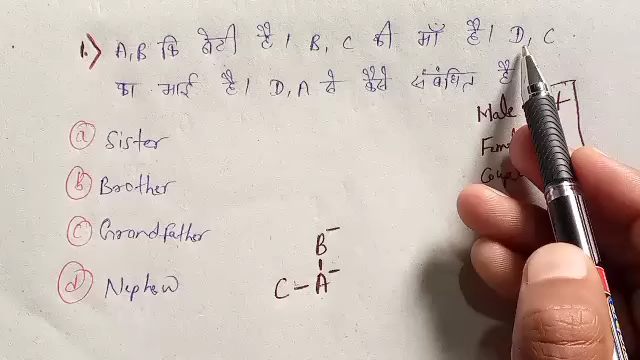 1.> A, B कि बेटी है। B, C की माँ है। D, C
का भाई है। D, A से कैसे संबंधित है
Male +
(a) Sister
(b) Brother
(c) Grandfather
(d) Nephew
B−
C − A−